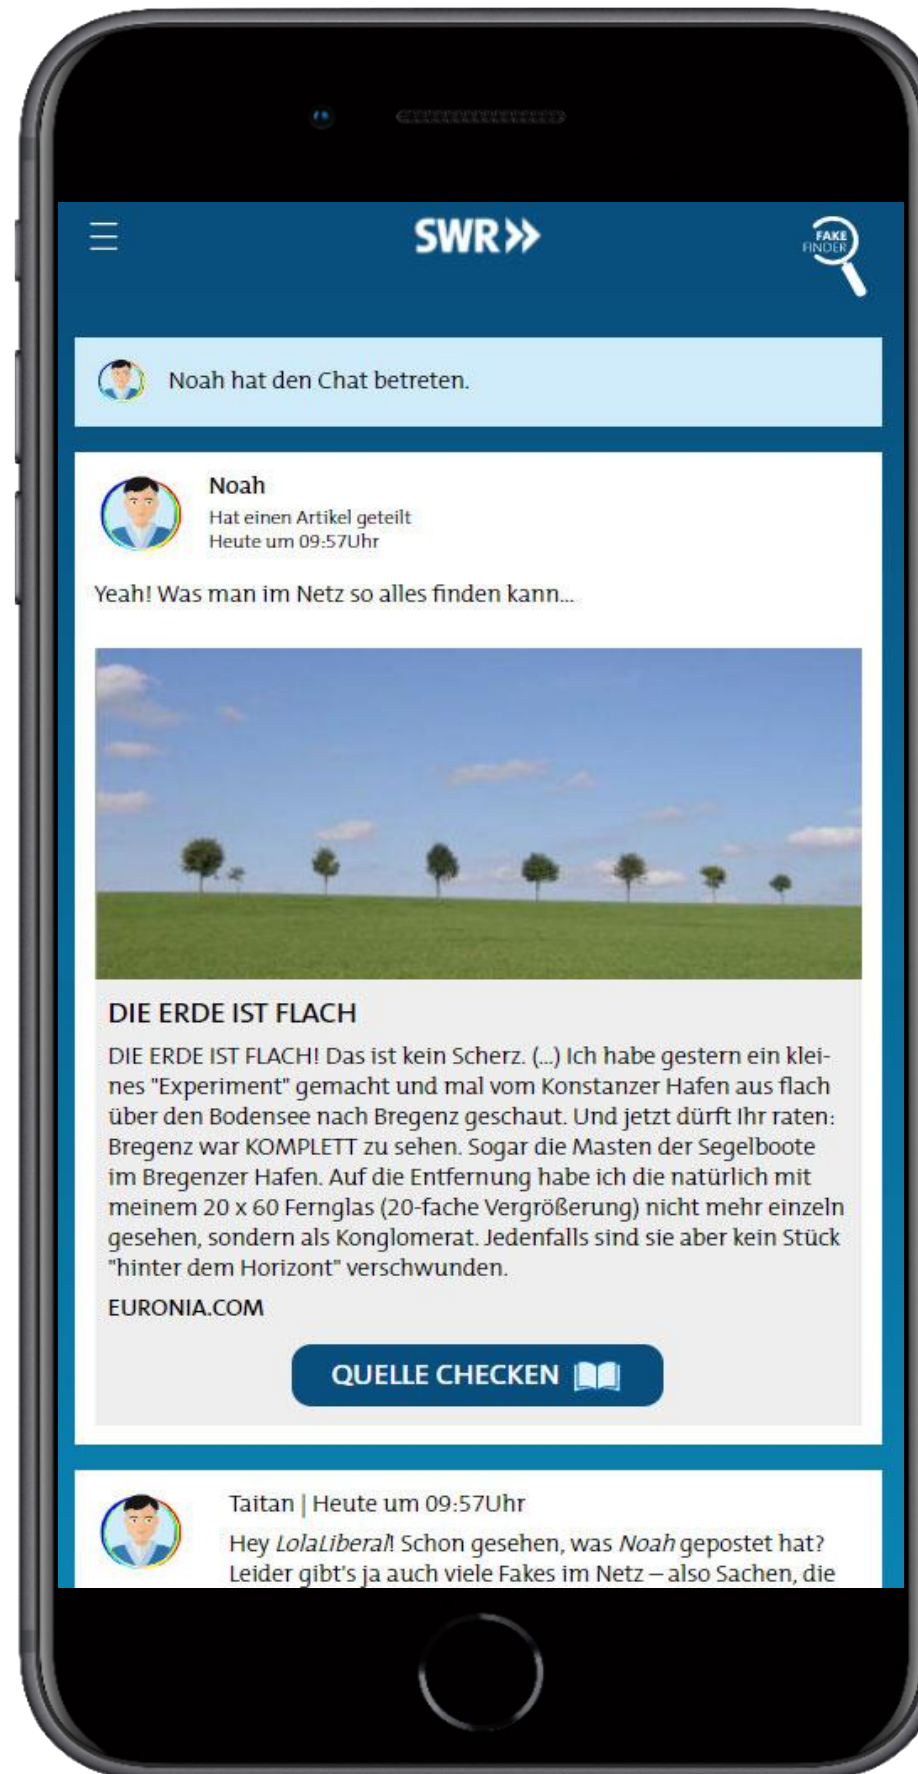 SWR»
FAKE
FINDER
Noah hat den Chat betreten.
Noah
Hat einen Artikel geteilt
Heute um 09:57Uhr
Yeah! Was man im Netz so alles finden kann...
DIE ERDE IST FLACH
DIE ERDE IST FLACH! Das ist kein Scherz. (...) Ich habe gestern ein klei-
nes "Experiment" gemacht und mal vom Konstanzer Hafen aus flach
über den Bodensee nach Bregenz geschaut. Und jetzt dürft Ihr raten:
Bregenz war KOMPLETT zu sehen. Sogar die Masten der Segelboote
im Bregenzer Hafen. Auf die Entfernung habe ich die natürlich mit
meinem 20 x 60 Fernglas (20-fache Vergrößerung) nicht mehr einzeln
gesehen, sondern als Konglomerat. Jedenfalls sind sie aber kein Stück
"hinter dem Horizont" verschwunden.
EURONIA.COM
QUELLE CHECKEN
Taitan | Heute um 09:57Uhr
Hey LolaLiberal! Schon gesehen, was Noah gepostet hat?
Leider gibt's ja auch viele Fakes im Netz – also Sachen, die